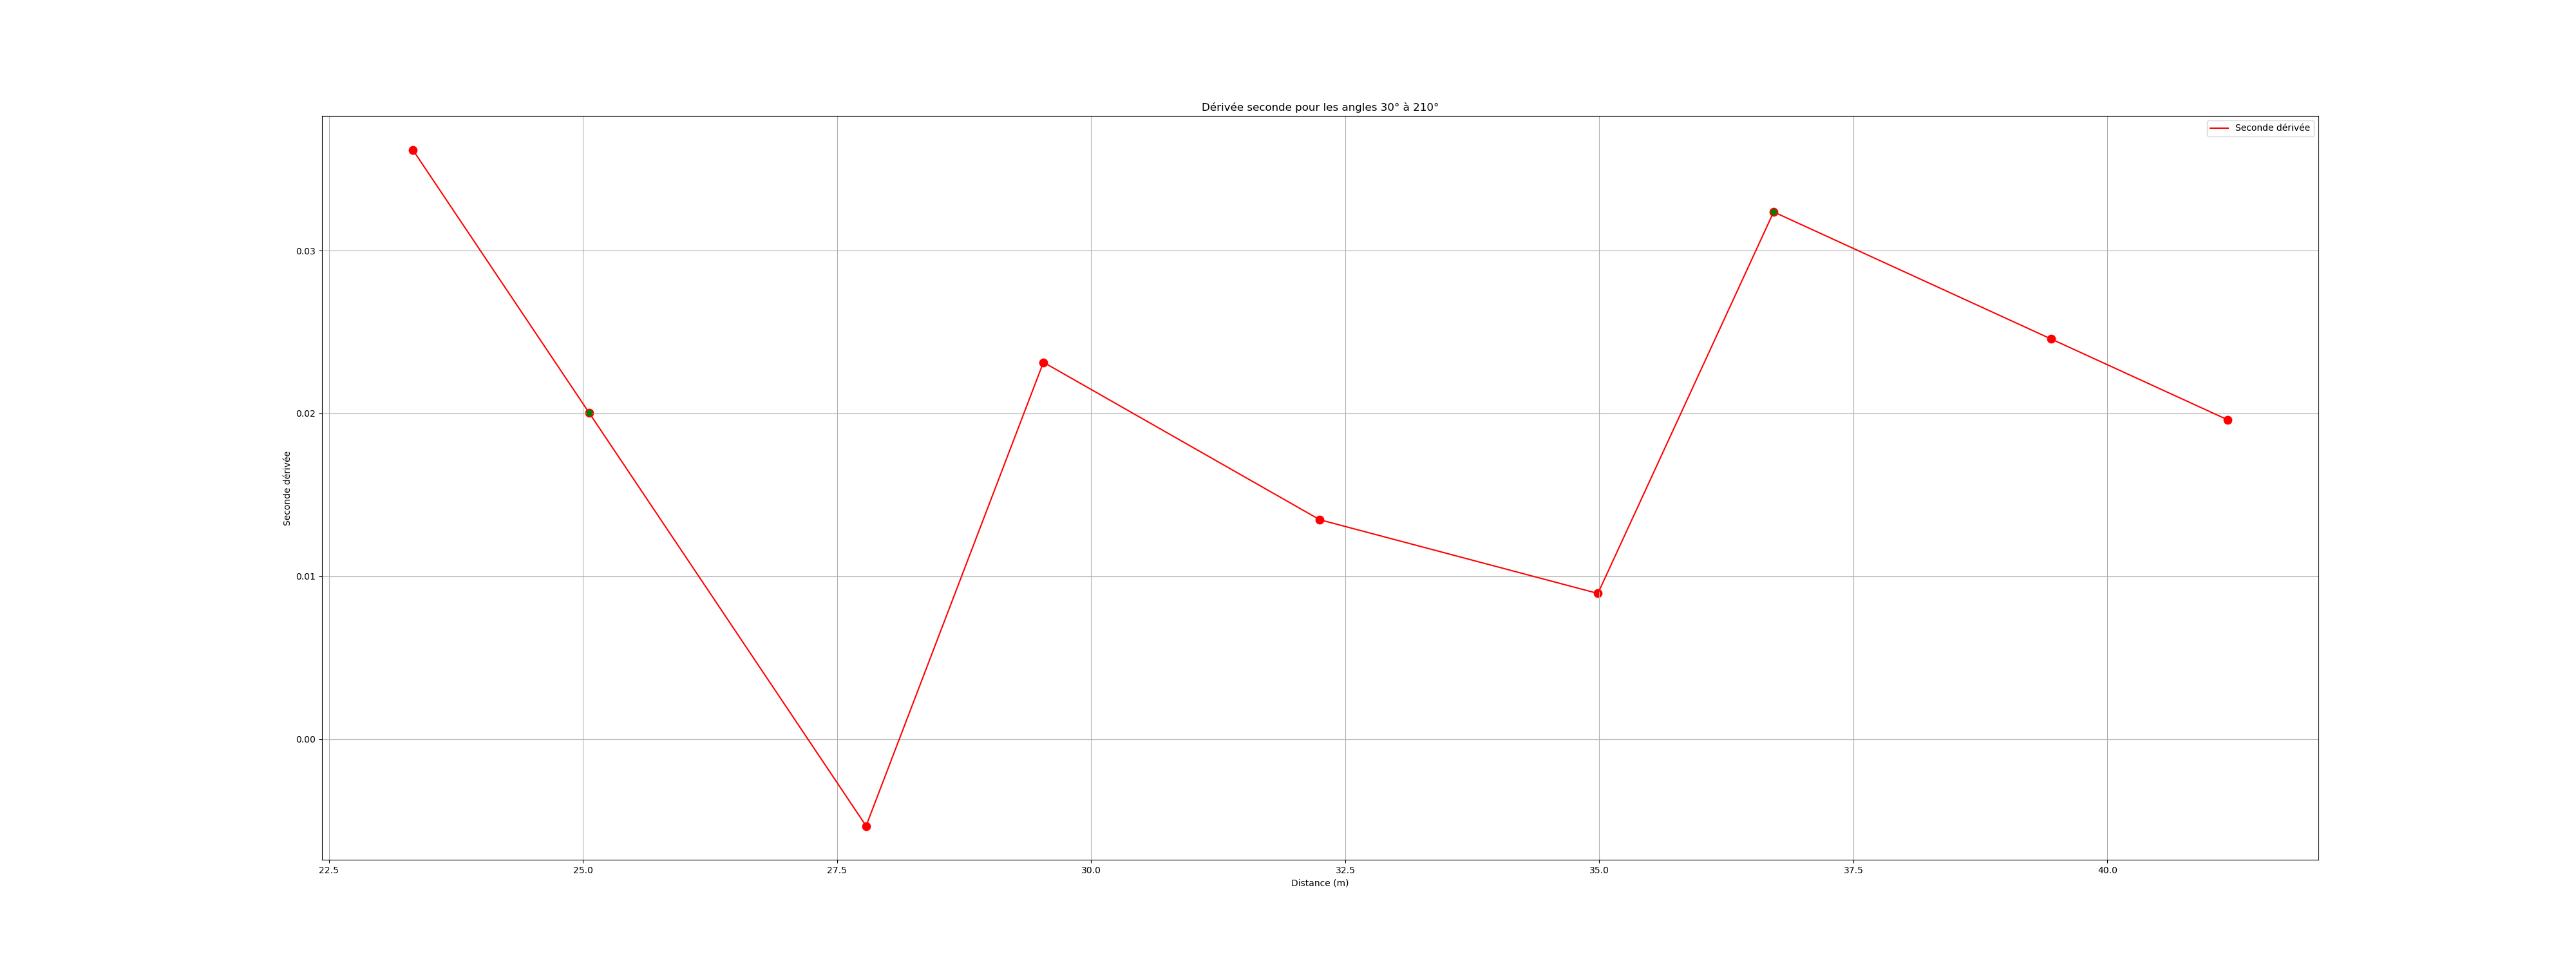 Dérivée seconde pour les angles 30° à 210°
Seconde dérivée
0.03
0.02
0.01
0.00
Seconde dérivée
22.5 25.0 27.5 30.0 32.5 35.0 37.5 40.0
Distance (m)